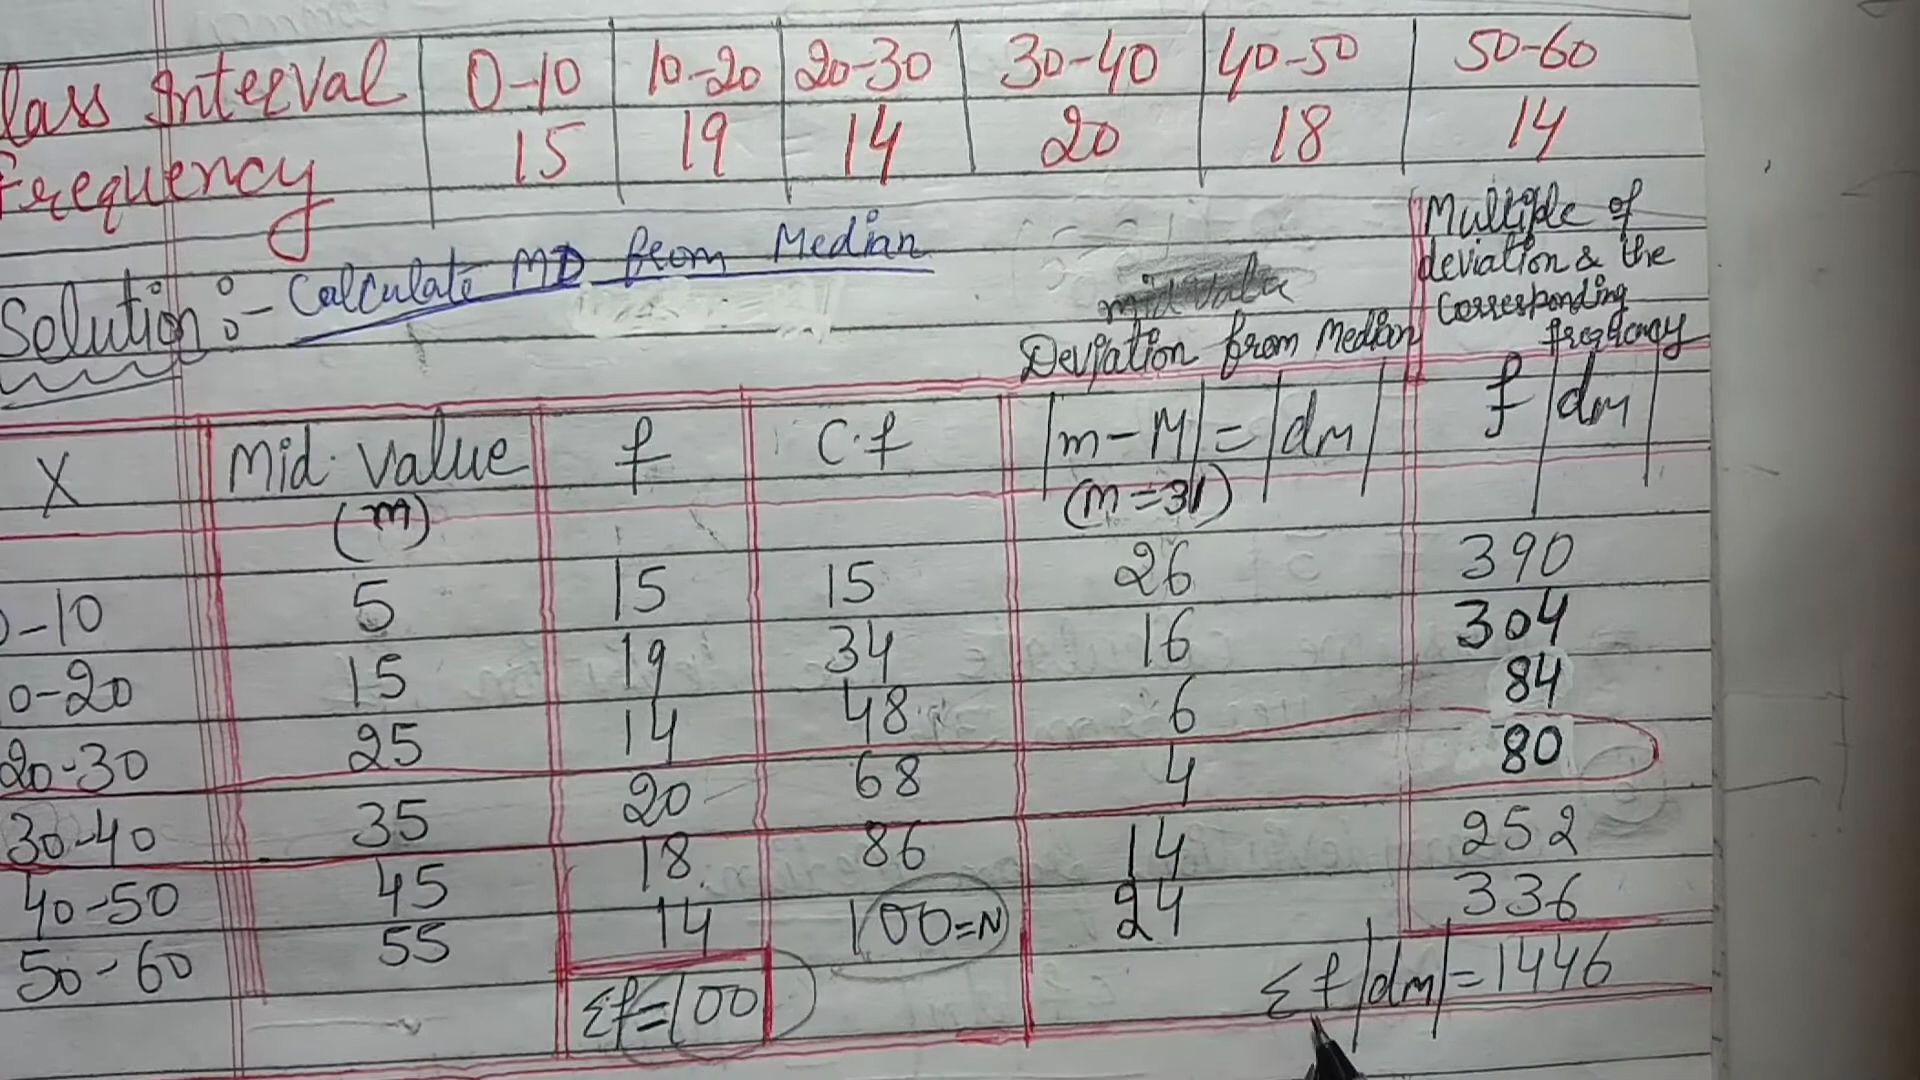 lass Interval 0-10 10-20 20-30 30-40 40-50 50-60
Frequency 15 19 14 20 18 14
Solution :- Calculate MD from Median
mid value
Deviation from Median
Multiple of
deviation & the
Corresponding
frequency
X Mid. Value (m) f C.f |m-M|=|dm| (m=31) f|dm|
0-10 5 15 15 26 390
0-20 15 19 34 16 304
20-30 25 14 48 6 84
30-40 35 20 68 4 80
40-50 45 18 86 14 252
50-60 55 14 100=N 24 336
Σf=100 Σf|dm|=1446